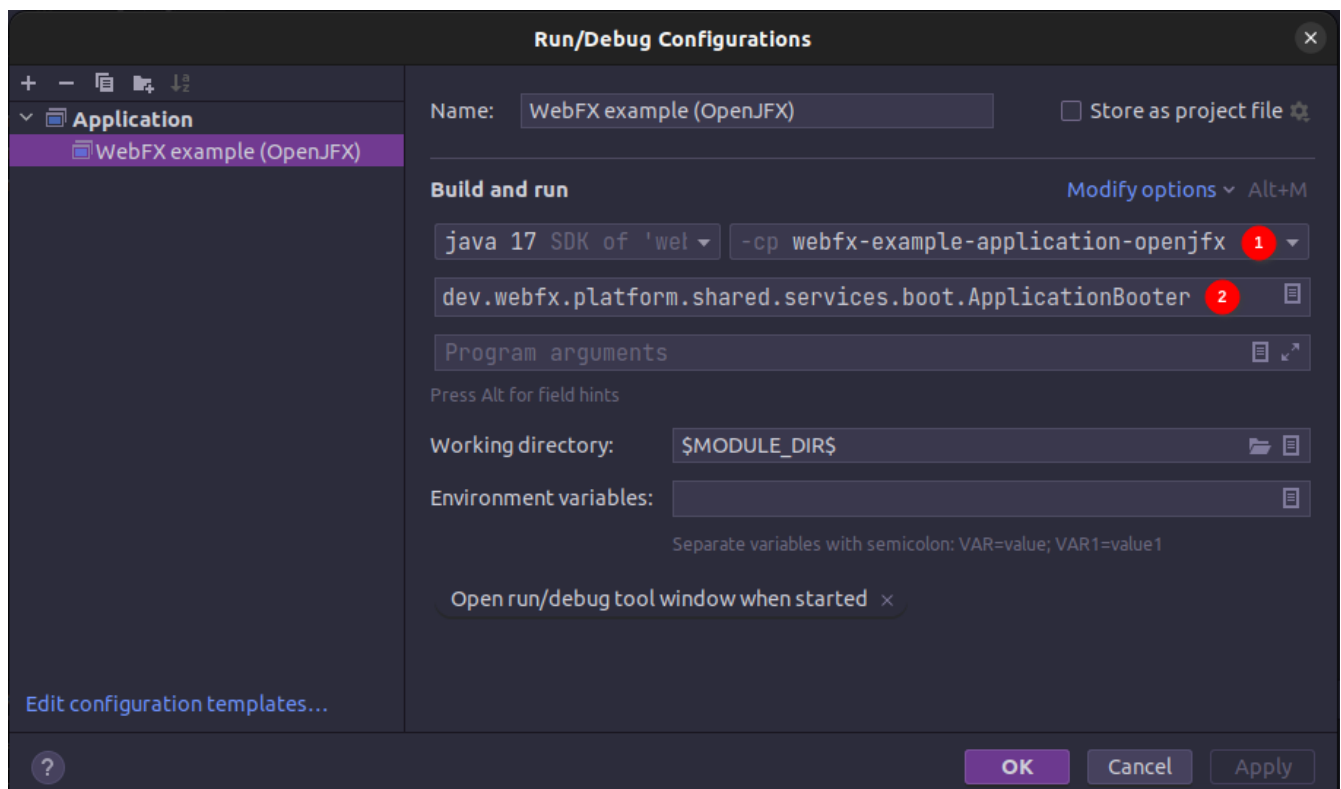 Run/Debug Configurations
Application
WebFX example (OpenJFX)
Name: WebFX example (OpenJFX) Store as project file
Build and run Modify options Alt+M
java 17 SDK of 'wel -cp webfx-example-application-openjfx 1
dev.webfx.platform.shared.services.boot.ApplicationBooter 2
Program arguments
Press Alt for field hints
Working directory: $MODULE_DIR$
Environment variables:
Separate variables with semicolon: VAR=value; VAR1=value1
Open run/debug tool window when started
Edit configuration templates...
? OK Cancel Apply